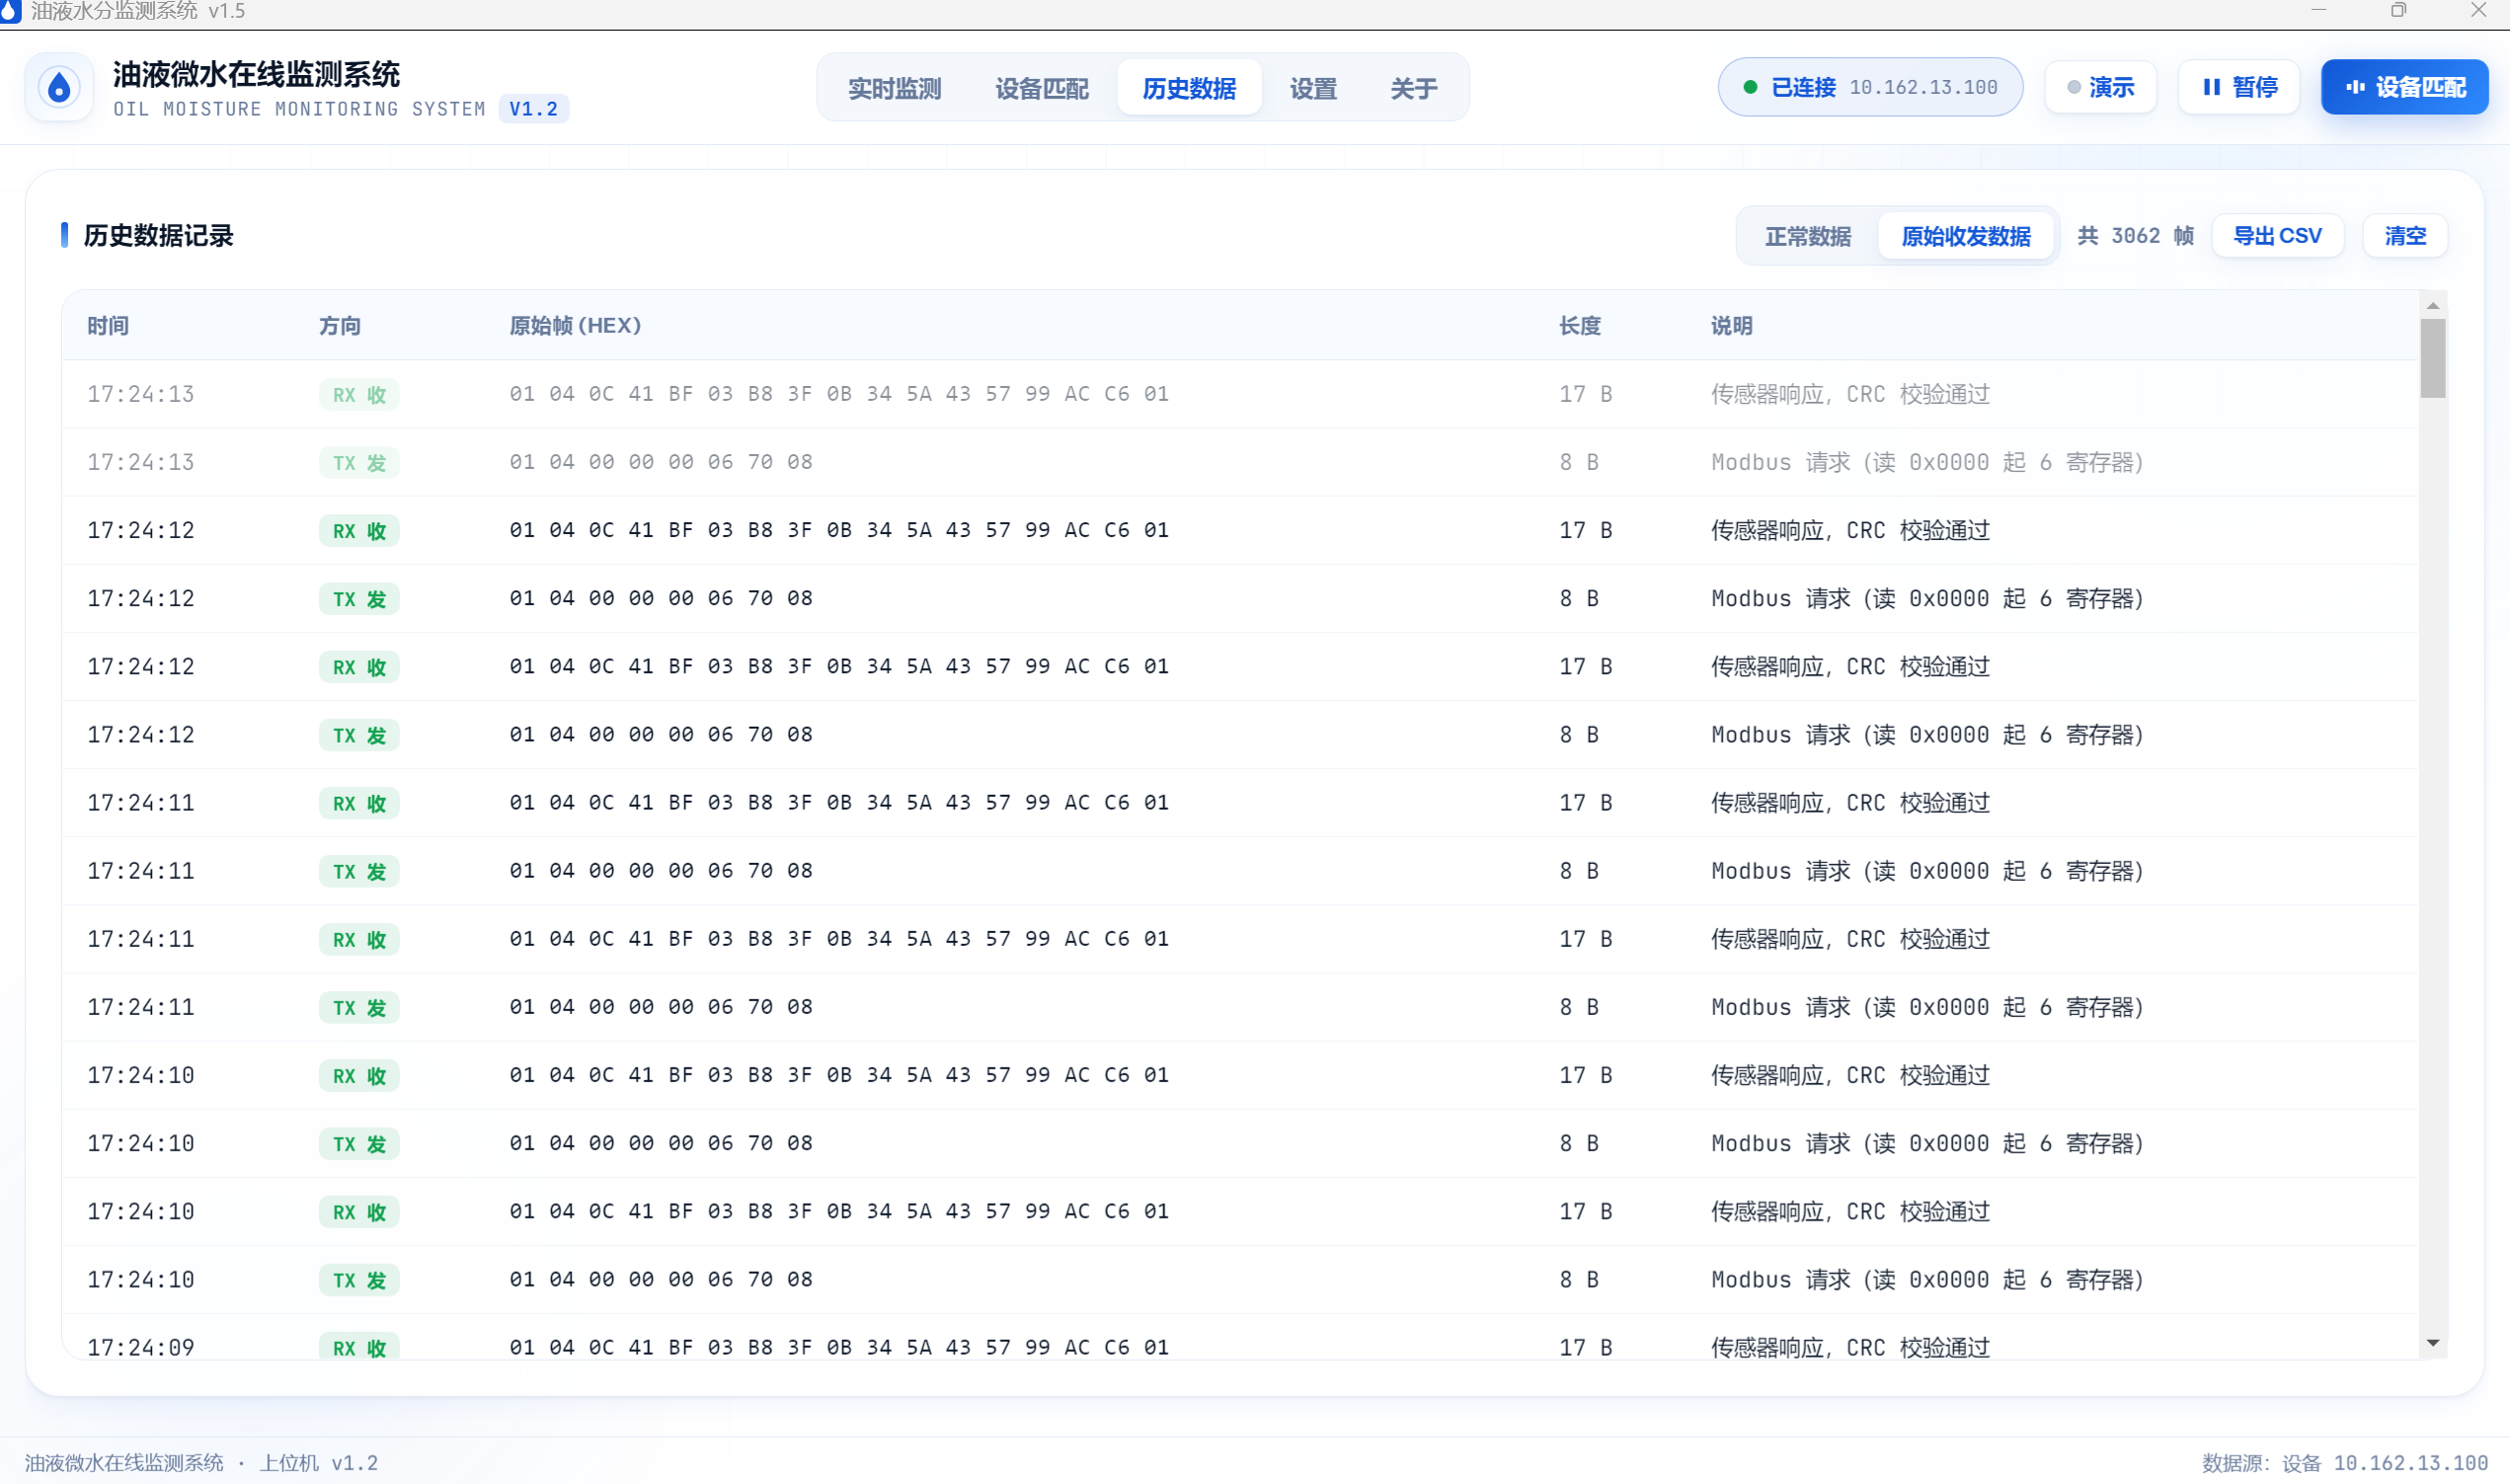 油液水分监测系统 v1.5
油液微水在线监测系统
OIL MOISTURE MONITORING SYSTEM V1.2
实时监测 设备匹配 历史数据 设置 关于
已连接 10.162.13.100 演示 暂停 设备匹配
历史数据记录
正常数据 原始收发数据 共 3062 帧 导出 CSV 清空
时间 方向 原始帧 (HEX) 长度 说明
17:24:13 RX 收 01 04 0C 41 BF 03 B8 3F 0B 34 5A 43 57 99 AC C6 01 17 B 传感器响应, CRC 校验通过
17:24:13 TX 发 01 04 00 00 00 06 70 08 8 B Modbus 请求 (读 0x0000 起 6 寄存器)
17:24:12 RX 收 01 04 0C 41 BF 03 B8 3F 0B 34 5A 43 57 99 AC C6 01 17 B 传感器响应, CRC 校验通过
17:24:12 TX 发 01 04 00 00 00 06 70 08 8 B Modbus 请求 (读 0x0000 起 6 寄存器)
17:24:12 RX 收 01 04 0C 41 BF 03 B8 3F 0B 34 5A 43 57 99 AC C6 01 17 B 传感器响应, CRC 校验通过
17:24:12 TX 发 01 04 00 00 00 06 70 08 8 B Modbus 请求 (读 0x0000 起 6 寄存器)
17:24:11 RX 收 01 04 0C 41 BF 03 B8 3F 0B 34 5A 43 57 99 AC C6 01 17 B 传感器响应, CRC 校验通过
17:24:11 TX 发 01 04 00 00 00 06 70 08 8 B Modbus 请求 (读 0x0000 起 6 寄存器)
17:24:11 RX 收 01 04 0C 41 BF 03 B8 3F 0B 34 5A 43 57 99 AC C6 01 17 B 传感器响应, CRC 校验通过
17:24:11 TX 发 01 04 00 00 00 06 70 08 8 B Modbus 请求 (读 0x0000 起 6 寄存器)
17:24:10 RX 收 01 04 0C 41 BF 03 B8 3F 0B 34 5A 43 57 99 AC C6 01 17 B 传感器响应, CRC 校验通过
17:24:10 TX 发 01 04 00 00 00 06 70 08 8 B Modbus 请求 (读 0x0000 起 6 寄存器)
17:24:10 RX 收 01 04 0C 41 BF 03 B8 3F 0B 34 5A 43 57 99 AC C6 01 17 B 传感器响应, CRC 校验通过
17:24:10 TX 发 01 04 00 00 00 06 70 08 8 B Modbus 请求 (读 0x0000 起 6 寄存器)
17:24:09 RX 收 01 04 0C 41 BF 03 B8 3F 0B 34 5A 43 57 99 AC C6 01 17 B 传感器响应, CRC 校验通过
油液微水在线监测系统 · 上位机 v1.2 数据源: 设备 10.162.13.100